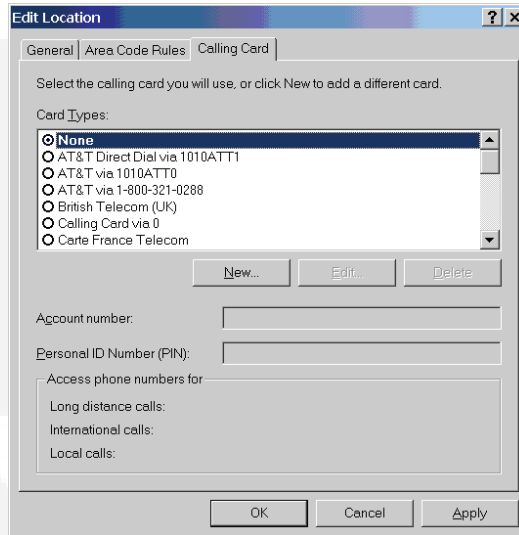 Edit Location
General Area Code Rules Calling Card
Select the calling card you will use, or click New to add a different card.
Card Types:
None
AT&T Direct Dial via 1010ATT1
AT&T via 1010ATT0
AT&T via 1-800-321-0288
British Telecom (UK)
Calling Card via 0
Carte France Telecom
New... Edit... Delete
Account number:
Personal ID Number (PIN):
Access phone numbers for
Long distance calls:
International calls:
Local calls:
OK Cancel Apply